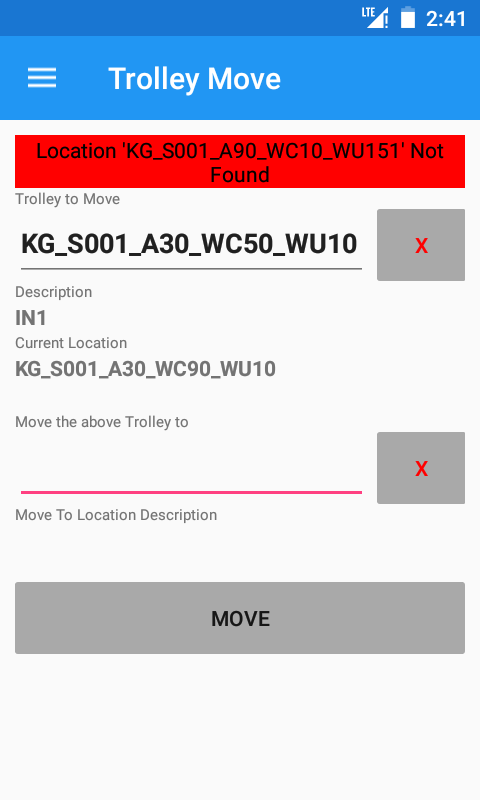 LTE 2:41
Trolley Move
Location 'KG_S001_A90_WC10_WU151' Not
Found
Trolley to Move
KG_S001_A30_WC50_WU10
X
Description
IN1
Current Location
KG_S001_A30_WC90_WU10
Move the above Trolley to
X
Move To Location Description
MOVE